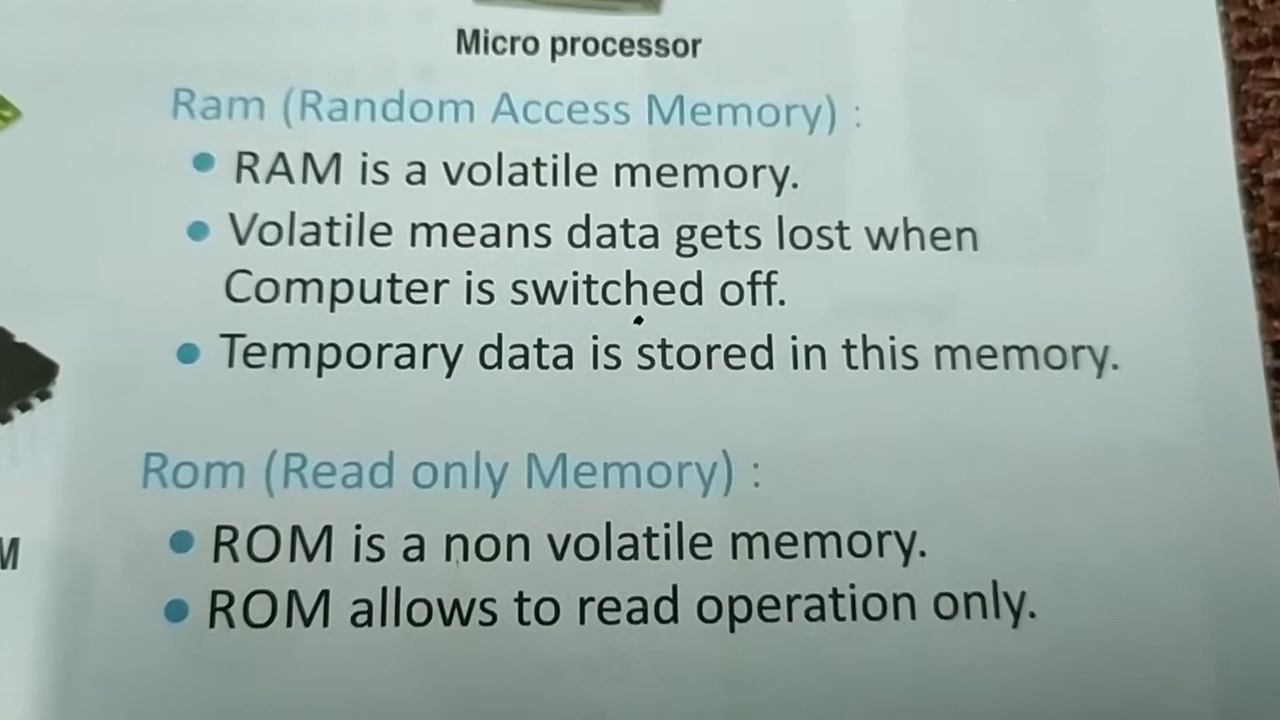 Micro processor
Ram (Random Access Memory) :
• RAM is a volatile memory.
• Volatile means data gets lost when
Computer is switched off.
• Temporary data is stored in this memory.
Rom (Read only Memory) :
M
• ROM is a non volatile memory.
• ROM allows to read operation only.